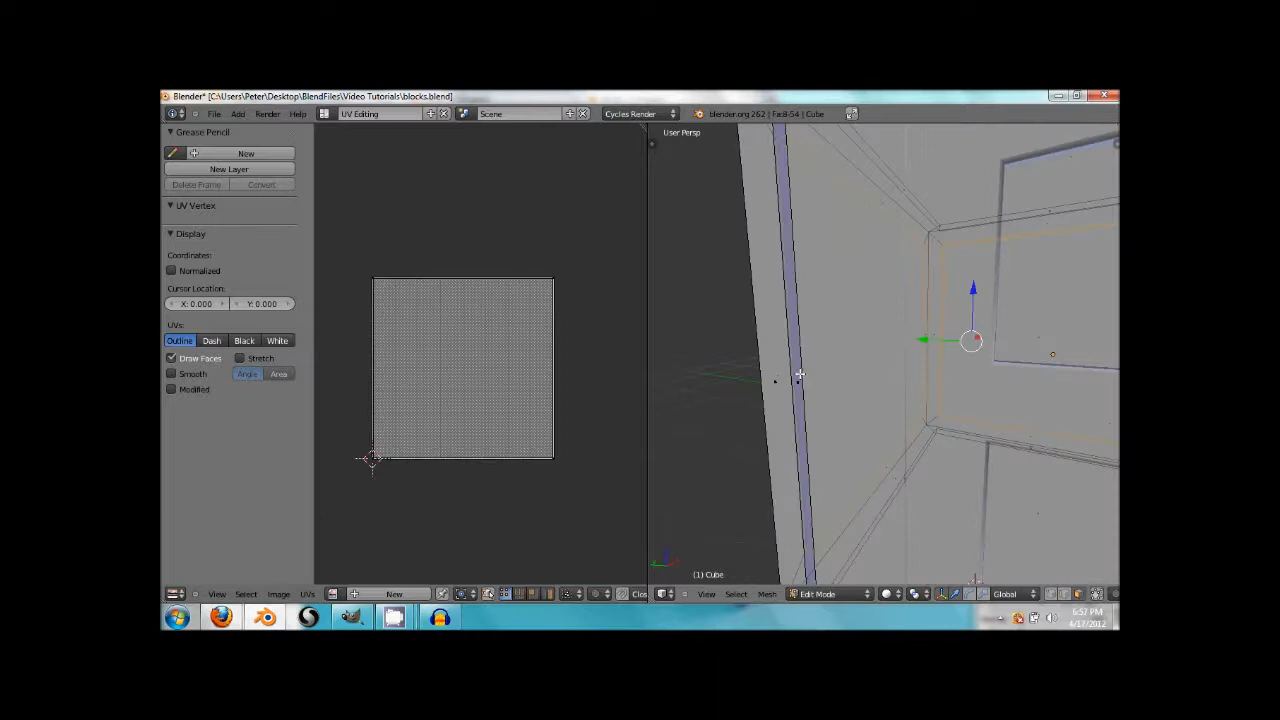 Blender* [C:\Users\Peter\Desktop\BlendFiles\Video Tutorials\blocks.blend]
File Add Render Help UV Editing Scene Cycles Render blender.org 262 | Fa:8-54 | Cube
Grease Pencil
New
New Layer
Delete Frame Convert
UV Vertex
Display
Coordinates:
Normalized
Cursor Location:
X: 0.000 Y: 0.000
UVs:
Outline Dash Black White
Draw Faces Stretch
Smooth Angle Area
Modified
User Persp
(1) Cube
View Select Image UVs New Clos
View Select Mesh Edit Mode Global
6:57 PM
4/17/2012